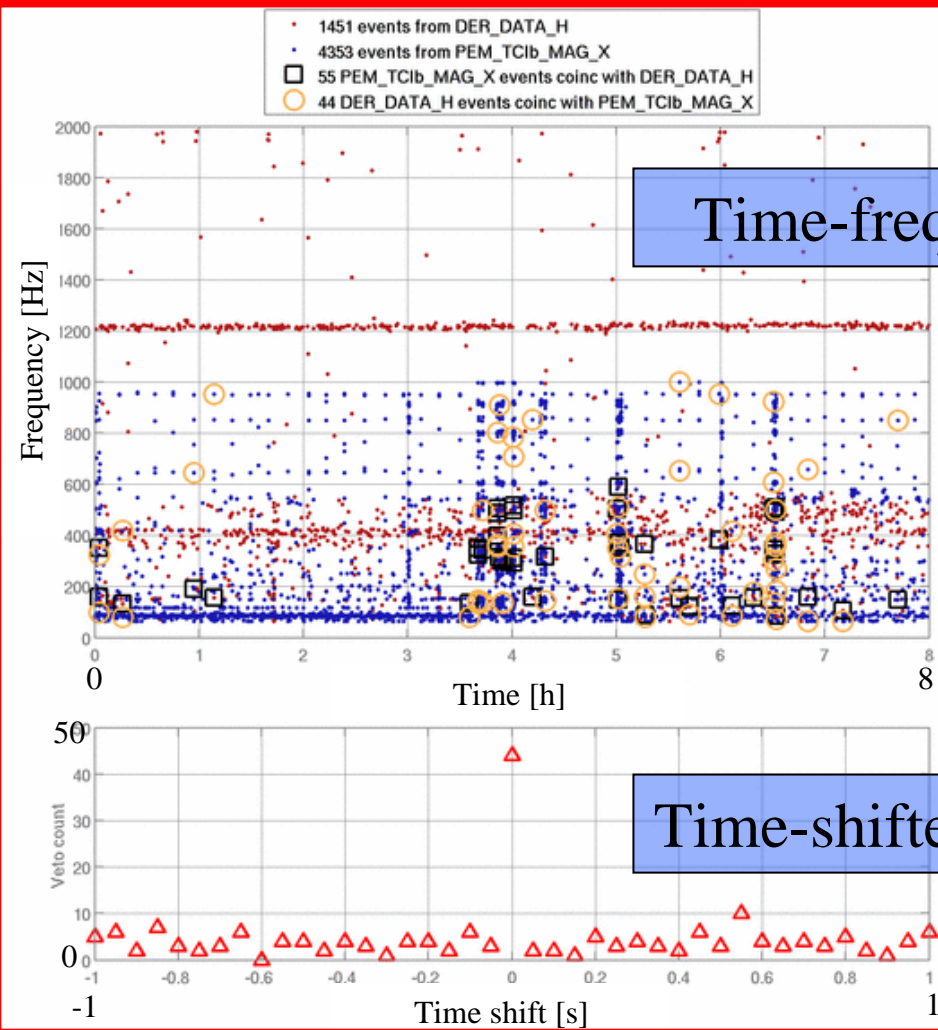 1451 events from DER_DATA_H
4353 events from PEM_TCIb_MAG_X
55 PEM_TCIb_MAG_X events coinc with DER_DATA_H
44 DER_DATA_H events coinc with PEM_TCIb_MAG_X
Time-freq
Frequency [Hz]
2000
1800
1600
1400
1200
1000
800
600
400
200
0
0 1 2 3 4 5 6 7 8
0 8
Time [h]
Time-shifte
Veto count
50
40
30
20
10
0
-1 -0.8 -0.6 -0.4 -0.2 0 0.2 0.4 0.6 0.8 1
-1 1
Time shift [s]